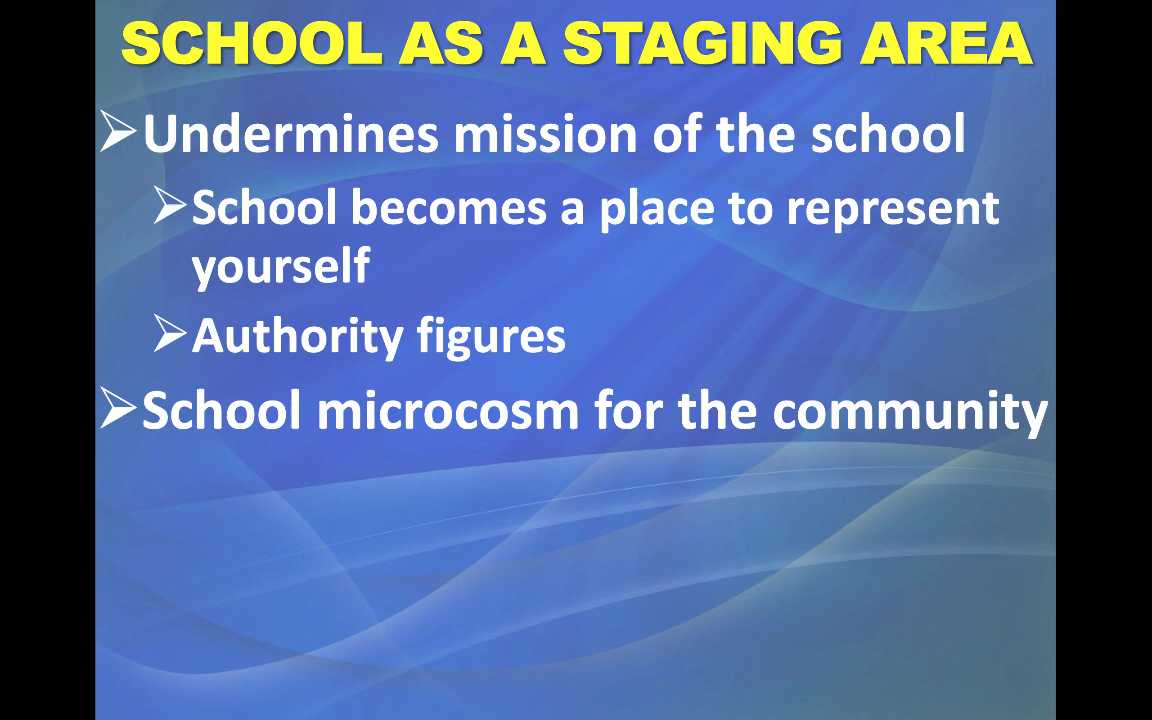 SCHOOL AS A STAGING AREA
➢Undermines mission of the school
➢School becomes a place to represent
yourself
➢Authority figures
➢School microcosm for the community